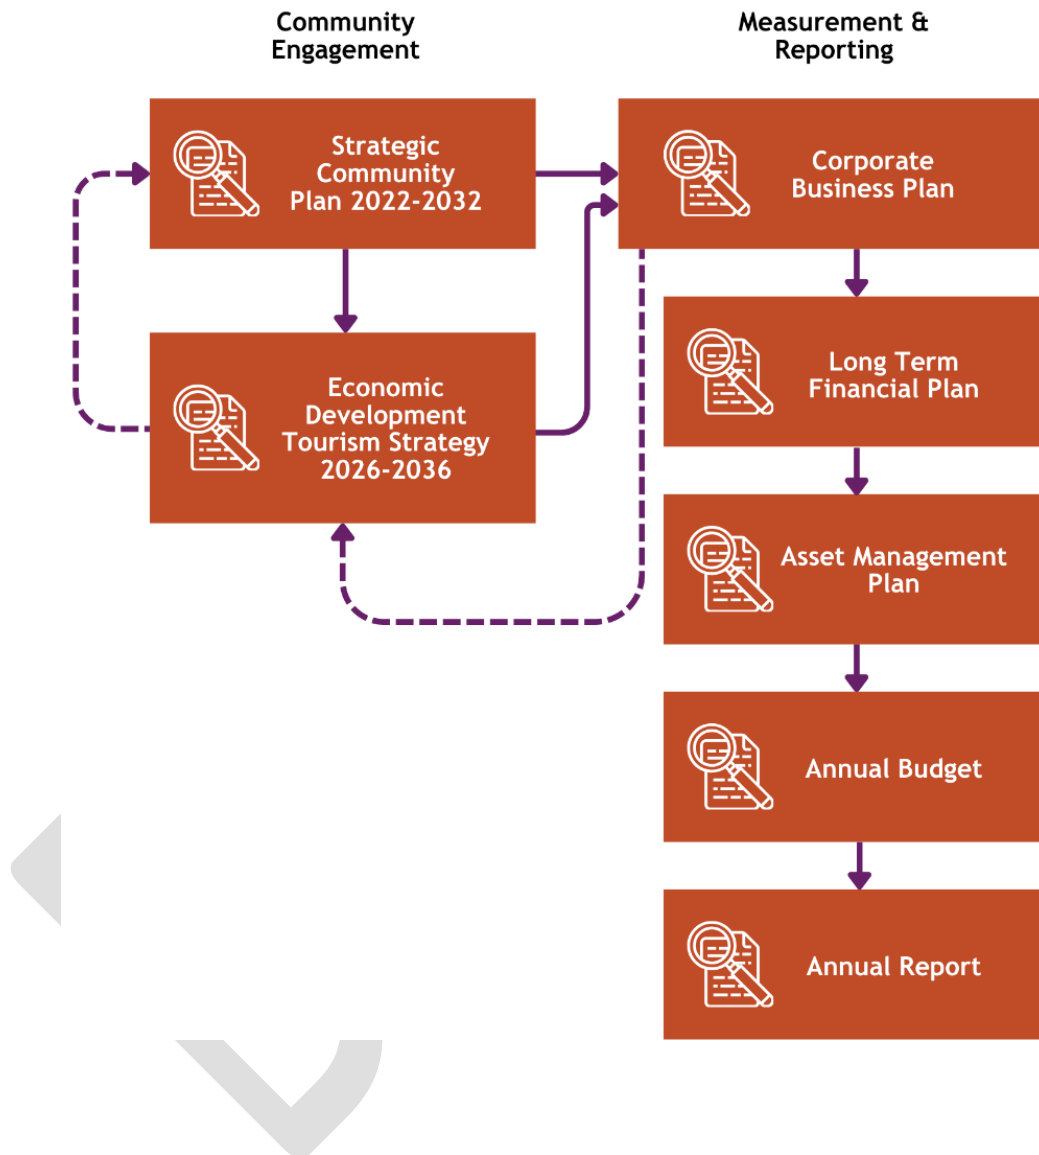 Community
Engagement
Measurement &
Reporting
Strategic
Community
Plan 2022-2032
Corporate
Business Plan
Economic
Development
Tourism Strategy
2026-2036
Long Term
Financial Plan
Asset Management
Plan
Annual Budget
Annual Report